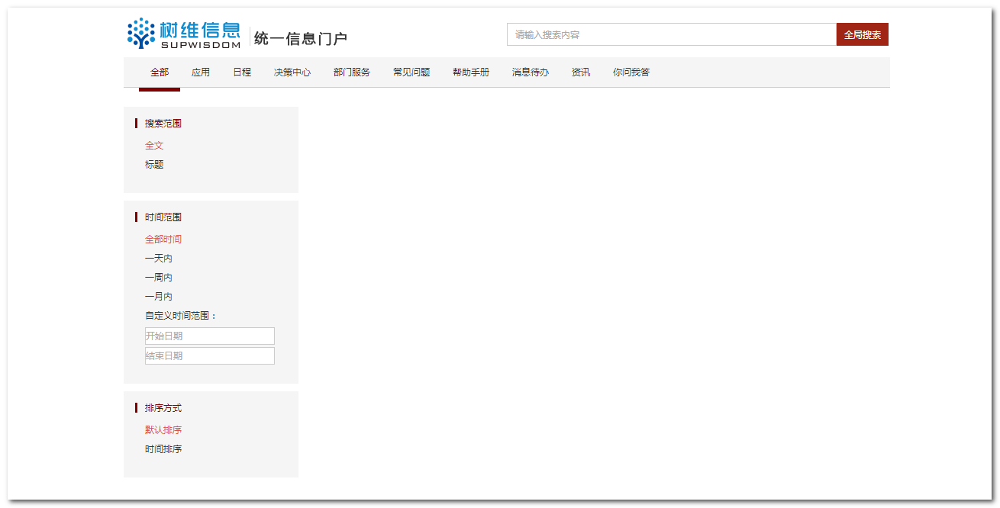 树维信息
SUPWISDOM
统一信息门户
请输入搜索内容
全局搜索
全部 应用 日程 决策中心 部门服务 常见问题 帮助手册 消息待办 资讯 你问我答
搜索范围
全文
标题
时间范围
全部时间
一天内
一周内
一月内
自定义时间范围：
开始日期
结束日期
排序方式
默认排序
时间排序